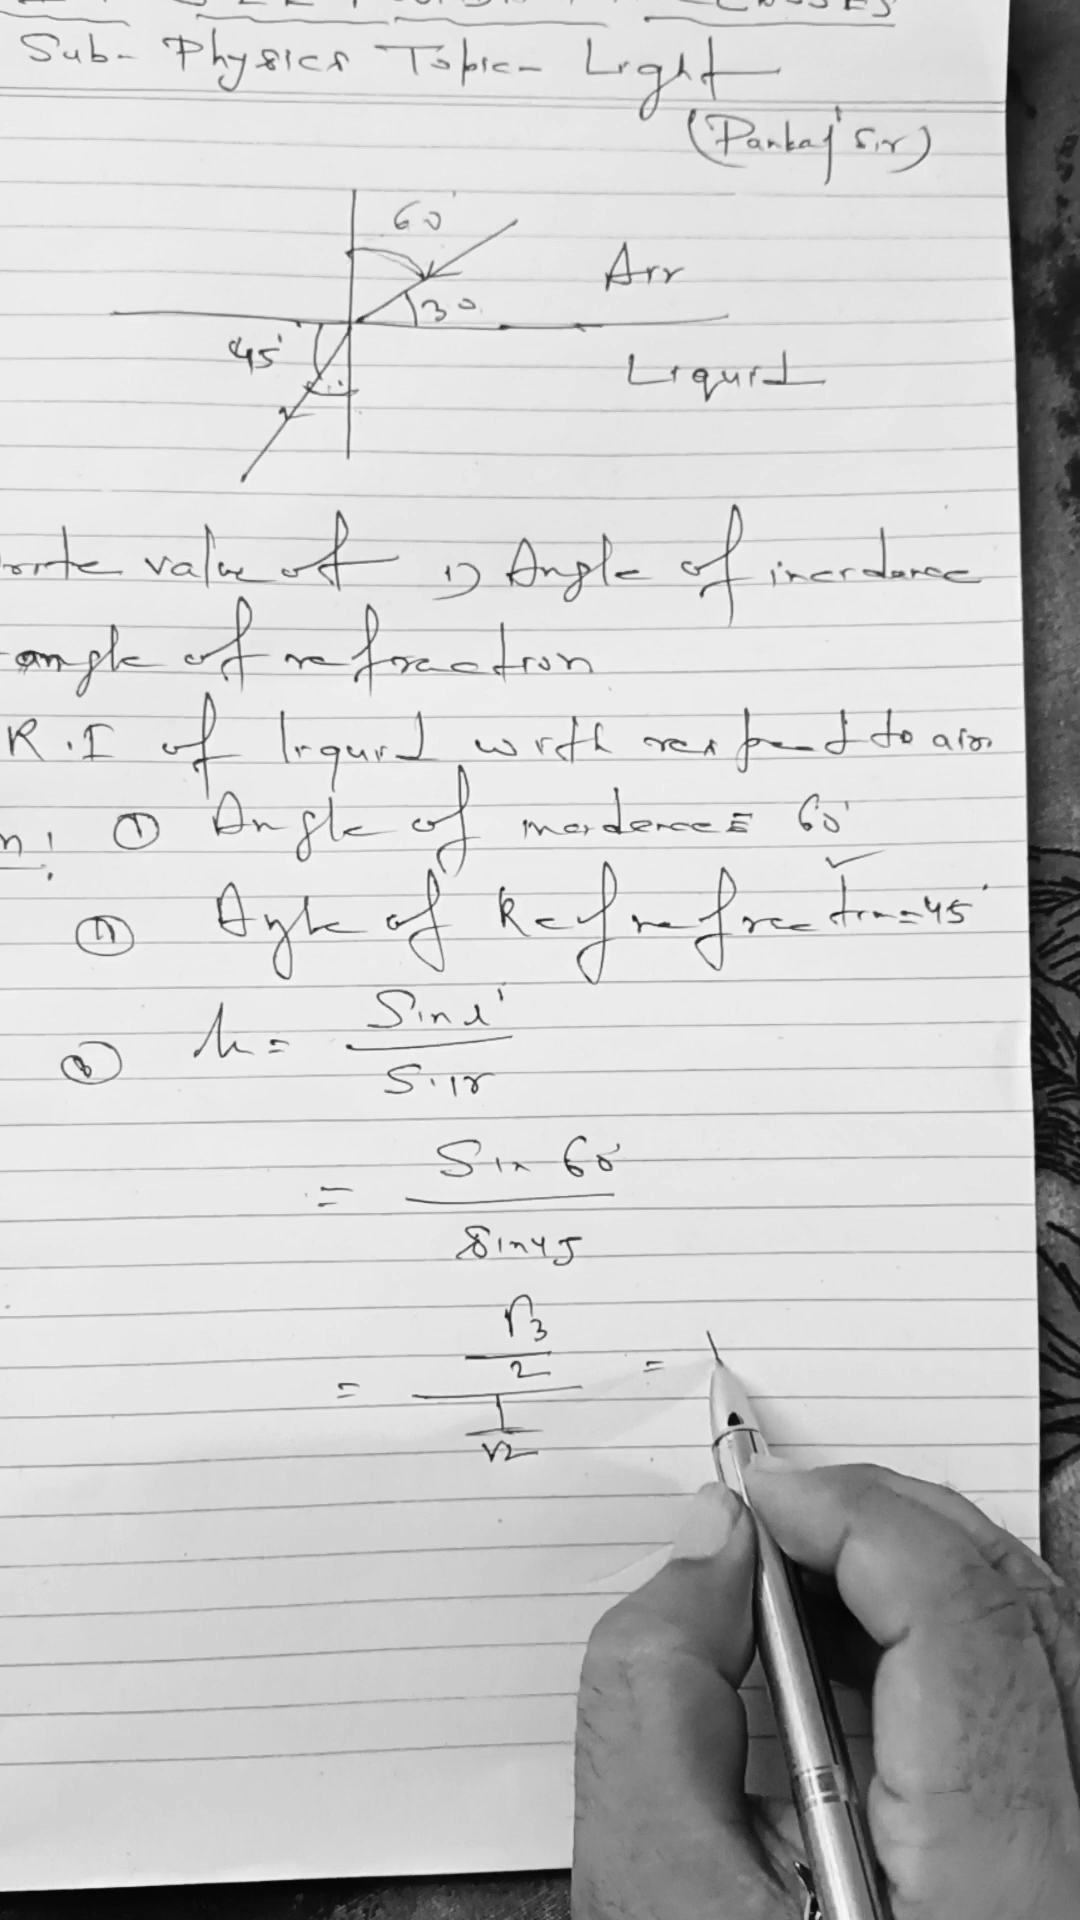 CLASSES
Sub- Physics Topic- Light
(Pankaj Sir)
60°
Air
30
45°
Liquid
value of 1) Angle of incidence
angle of refraction
R.I of liquid with respect to air
① Angle of incidence = 60°
② Angle of Refrefraction = 45°
③ μ = Sin i
Sin r
= Sin 60°
Sin 45
= √3
2 =
1
√2